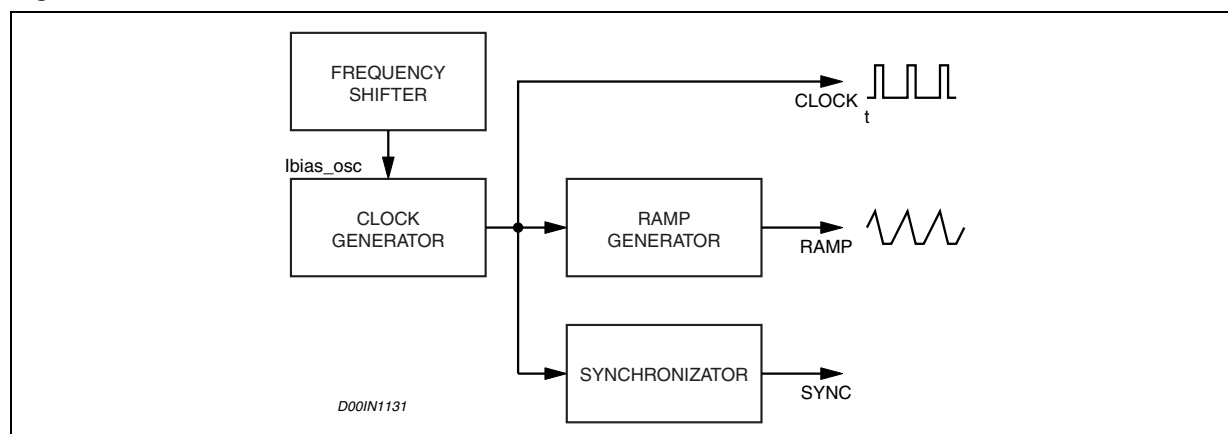 FREQUENCY
SHIFTER
CLOCK
t
Ibias_osc
CLOCK
GENERATOR
RAMP
GENERATOR
RAMP
SYNCHRONIZATOR
SYNC
D00IN1131